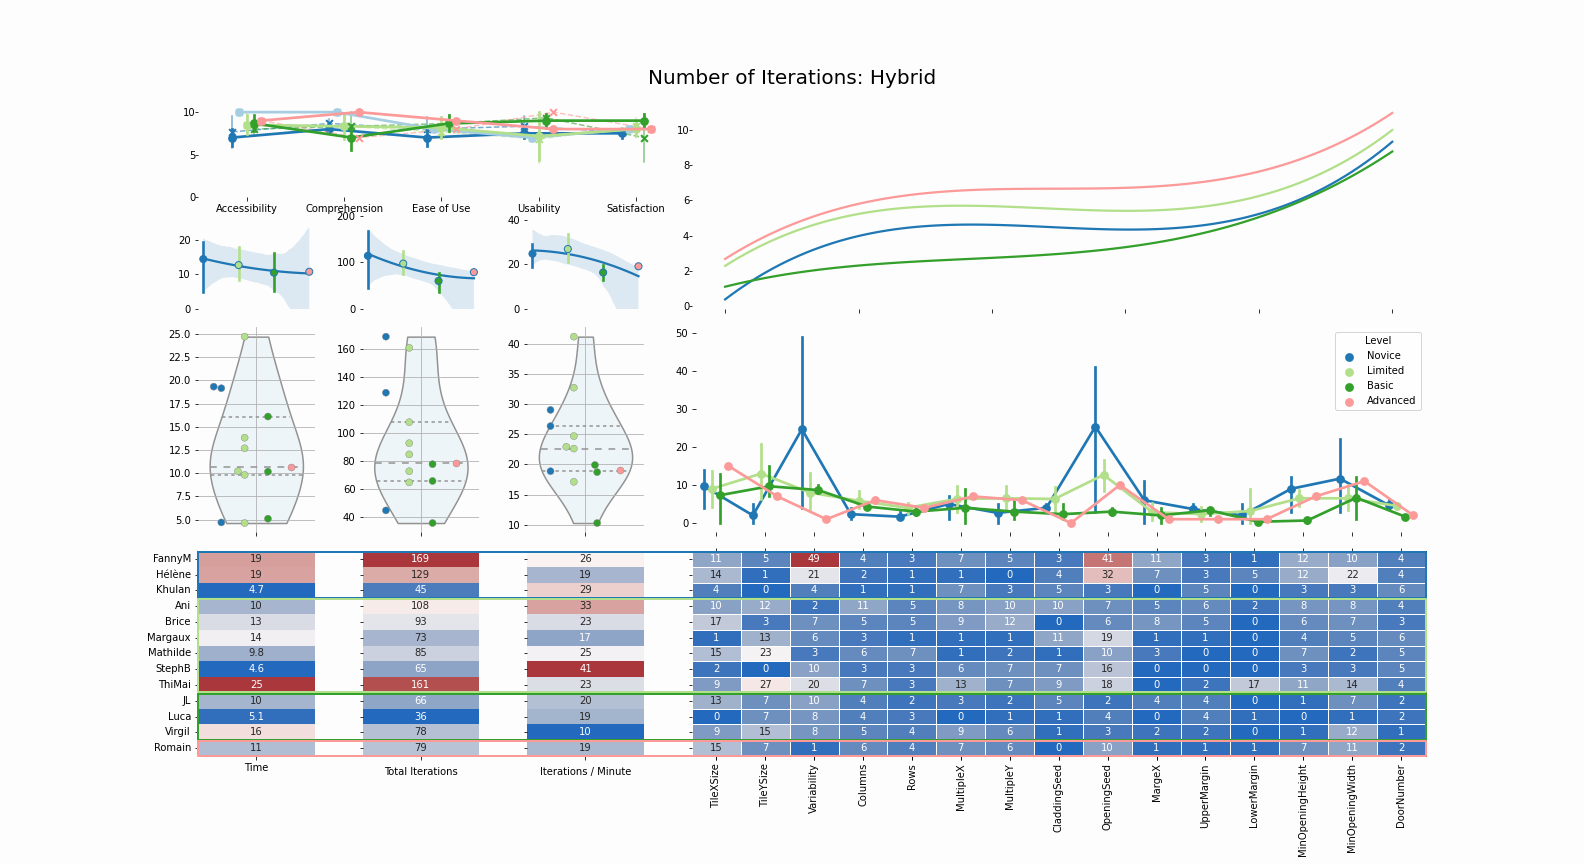 Number of Iterations: Hybrid
10
5
0
Accessibility Comprehension Ease of Use Usability Satisfaction
10
8
6
4
2
0
20
10
0
200
100
0
40
20
0
25.0
22.5
20.0
17.5
15.0
12.5
10.0
7.5
5.0
160
140
120
100
80
60
40
40
35
30
25
20
15
10
50
40
30
20
10
0
Level
Novice
Limited
Basic
Advanced
FannyM 19 169 26 11 5 49 4 3 7 5 3 41 11 3 1 12 10 4
Hélène 19 129 19 14 1 21 2 1 1 0 4 32 7 3 5 12 22 4
Khulan 4.7 45 29 4 0 4 1 1 7 3 5 3 0 5 0 3 3 6
Ani 10 108 33 10 12 2 11 5 8 10 10 7 5 6 2 8 8 4
Brice 13 93 23 17 3 7 5 5 9 12 0 6 8 5 0 6 7 3
Margaux 14 73 17 1 13 6 3 1 1 1 11 19 1 1 0 4 5 6
Mathilde 9.8 85 25 15 23 3 6 7 1 2 1 10 3 0 0 7 2 5
StephB 4.6 65 41 2 0 10 3 3 6 7 7 16 0 0 0 3 3 5
ThiMai 25 161 23 9 27 20 7 3 13 7 9 18 0 2 17 11 14 4
JL 10 66 20 13 7 10 4 2 3 2 5 2 4 4 0 1 7 2
Luca 5.1 36 19 0 7 8 4 3 0 1 1 4 0 4 1 0 1 2
Virgil 16 78 10 9 15 8 5 4 9 6 1 3 2 2 0 1 12 1
Romain 11 79 19 15 7 1 6 4 7 6 0 10 1 1 1 7 11 2
Time
Total Iterations
Iterations / Minute
TileXSize
TileYSize
Variability
Columns
Rows
MultipleX
MultipleY
CladdingSeed
OpeningSeed
MargeX
UpperMargin
LowerMargin
MinOpeningHeight
MinOpeningWidth
DoorNumber